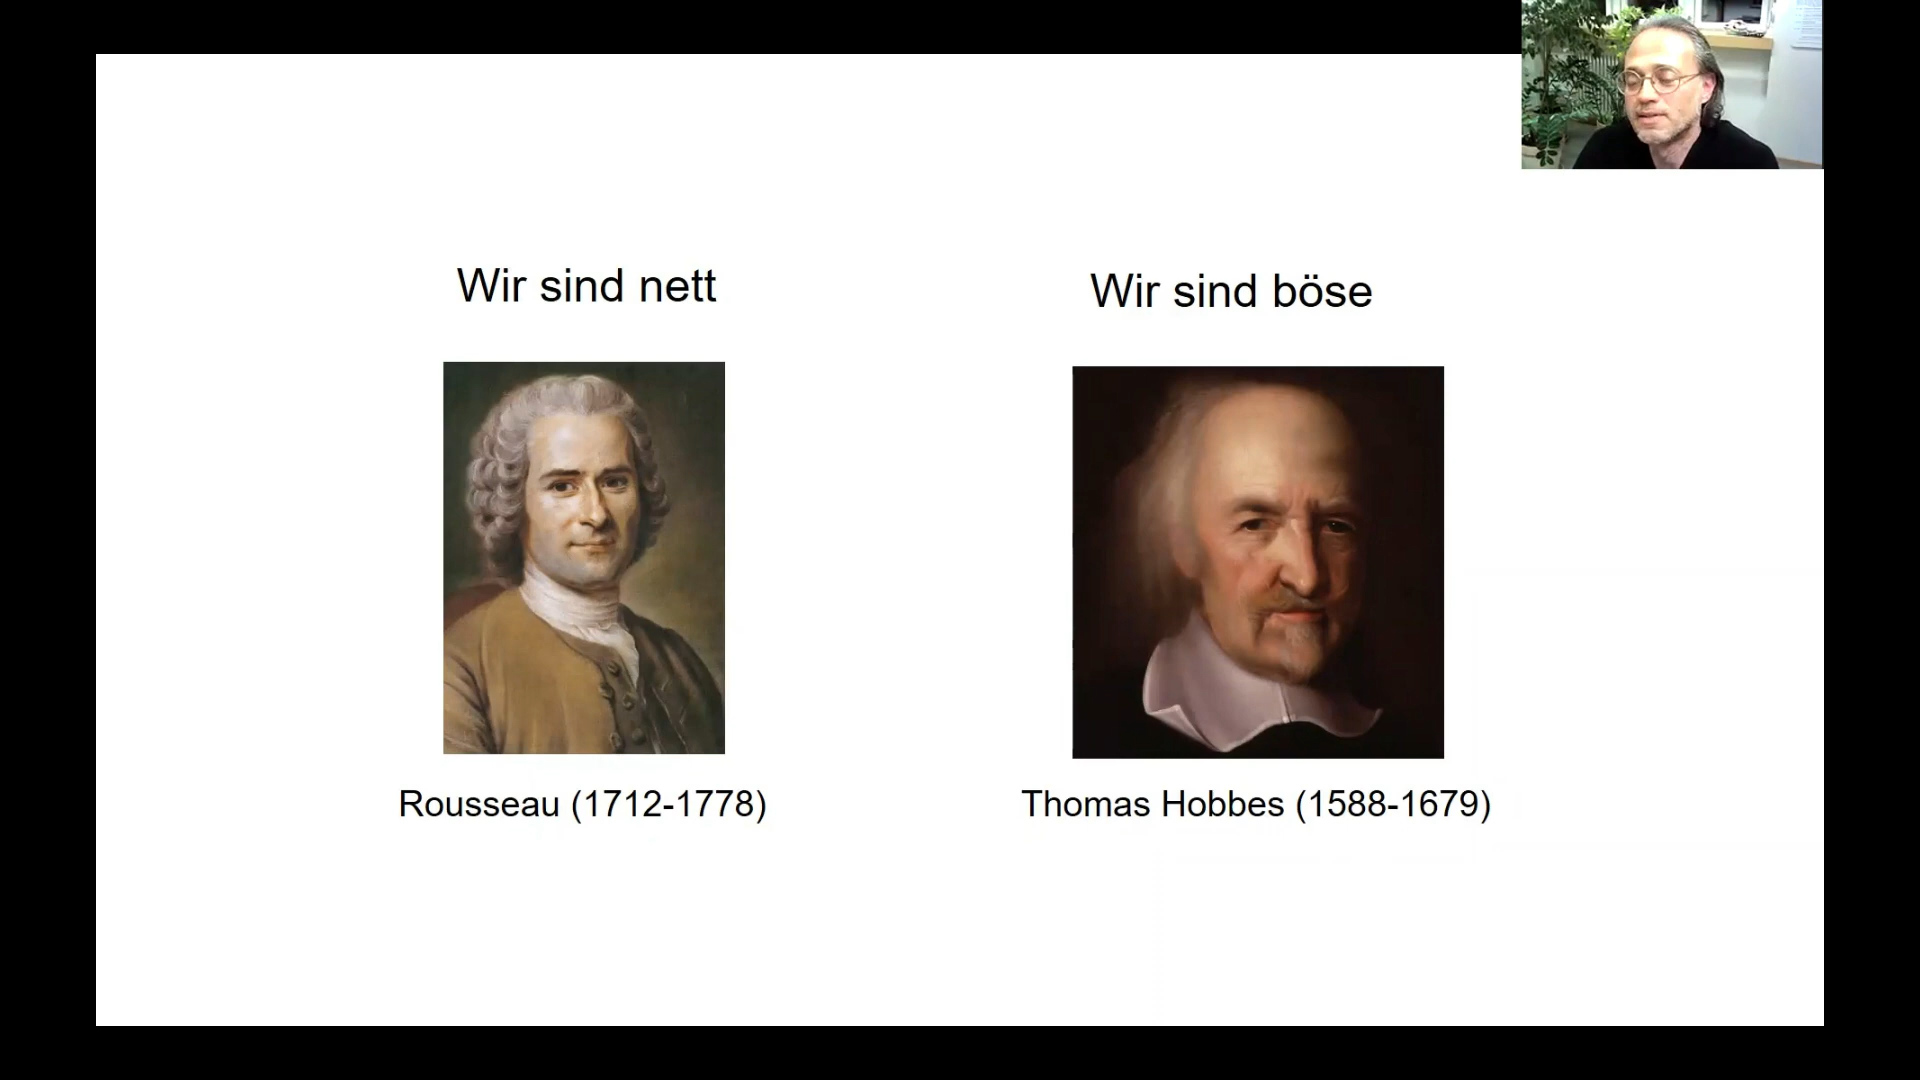 Wir sind nett
Wir sind böse
Rousseau (1712-1778)
Thomas Hobbes (1588-1679)